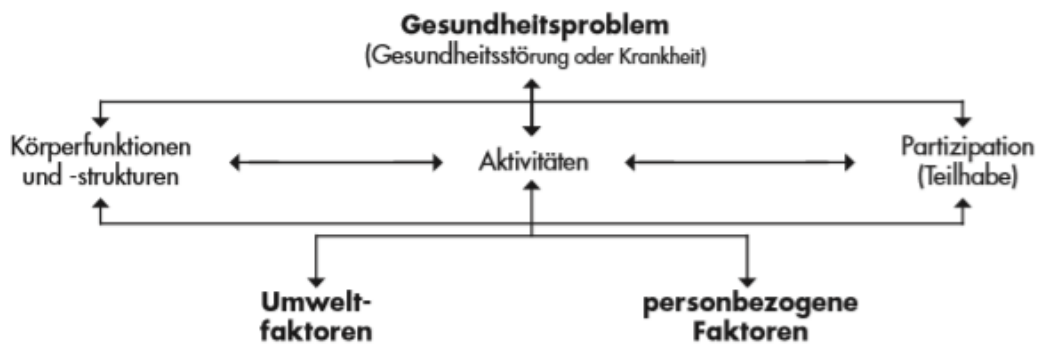 Gesundheitsproblem
(Gesundheitsstörung oder Krankheit)
Körperfunktionen
und -strukturen
Aktivitäten
Partizipation
(Teilhabe)
Umwelt-
faktoren
personbezogene
Faktoren